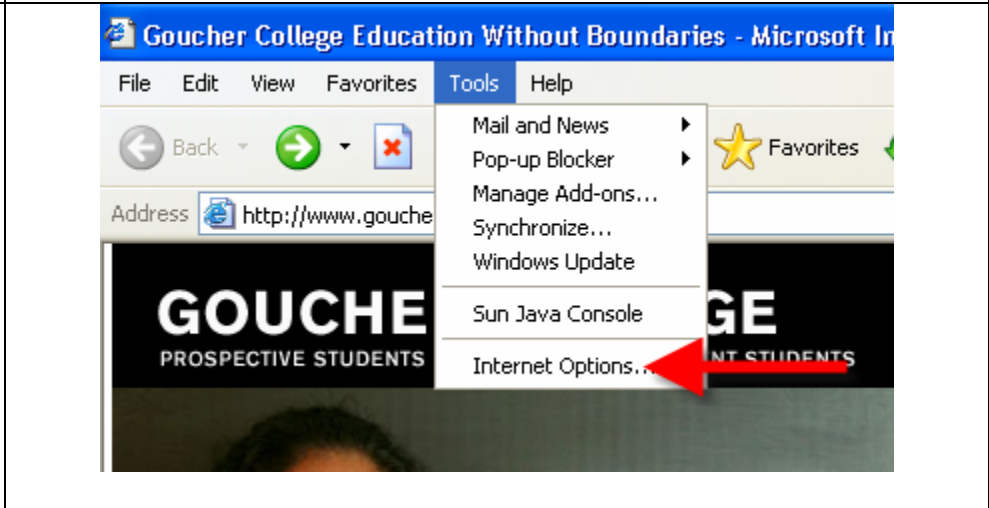 Goucher College Education Without Boundaries - Microsoft In
File Edit View Favorites Tools Help
Back Favorites
Address http://www.gouche
Mail and News
Pop-up Blocker
Manage Add-ons...
Synchronize...
Windows Update
Sun Java Console
Internet Options...
GOUCHE GE
PROSPECTIVE STUDENTS NT STUDENTS